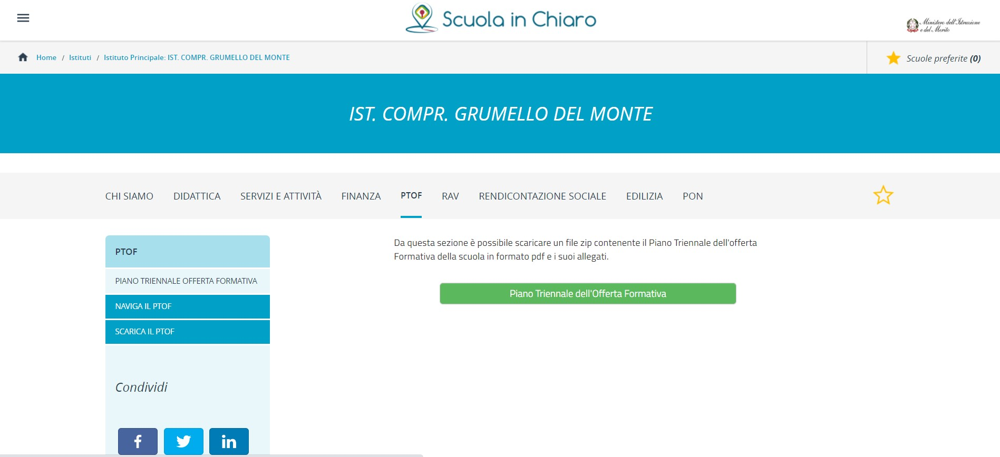 Scuola in Chiaro
Ministero dell'Istruzione
e del Merito
Home / Istituti / Istituto Principale: IST. COMPR. GRUMELLO DEL MONTE
Scuole preferite (0)
IST. COMPR. GRUMELLO DEL MONTE
CHI SIAMO DIDATTICA SERVIZI E ATTIVITÀ FINANZA PTOF RAV RENDICONTAZIONE SOCIALE EDILIZIA PON
PTOF
PIANO TRIENNALE OFFERTA FORMATIVA
NAVIGA IL PTOF
SCARICA IL PTOF
Condividi
Da questa sezione è possibile scaricare un file zip contenente il Piano Triennale dell'offerta
Formativa della scuola in formato pdf e i suoi allegati.
Piano Triennale dell'Offerta Formativa